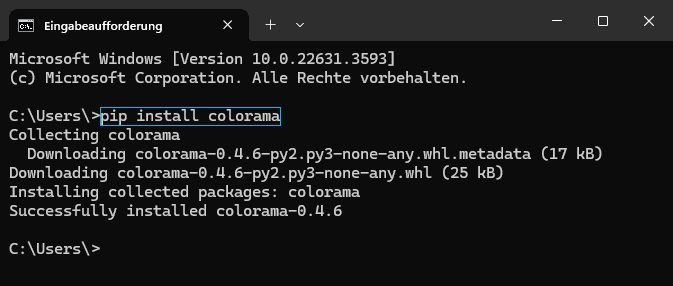 Eingabeaufforderung
Microsoft Windows [Version 10.0.22631.3593]
(c) Microsoft Corporation. Alle Rechte vorbehalten.
C:\Users\>pip install colorama
Collecting colorama
  Downloading colorama-0.4.6-py2.py3-none-any.whl.metadata (17 kB)
Downloading colorama-0.4.6-py2.py3-none-any.whl (25 kB)
Installing collected packages: colorama
Successfully installed colorama-0.4.6
C:\Users\>